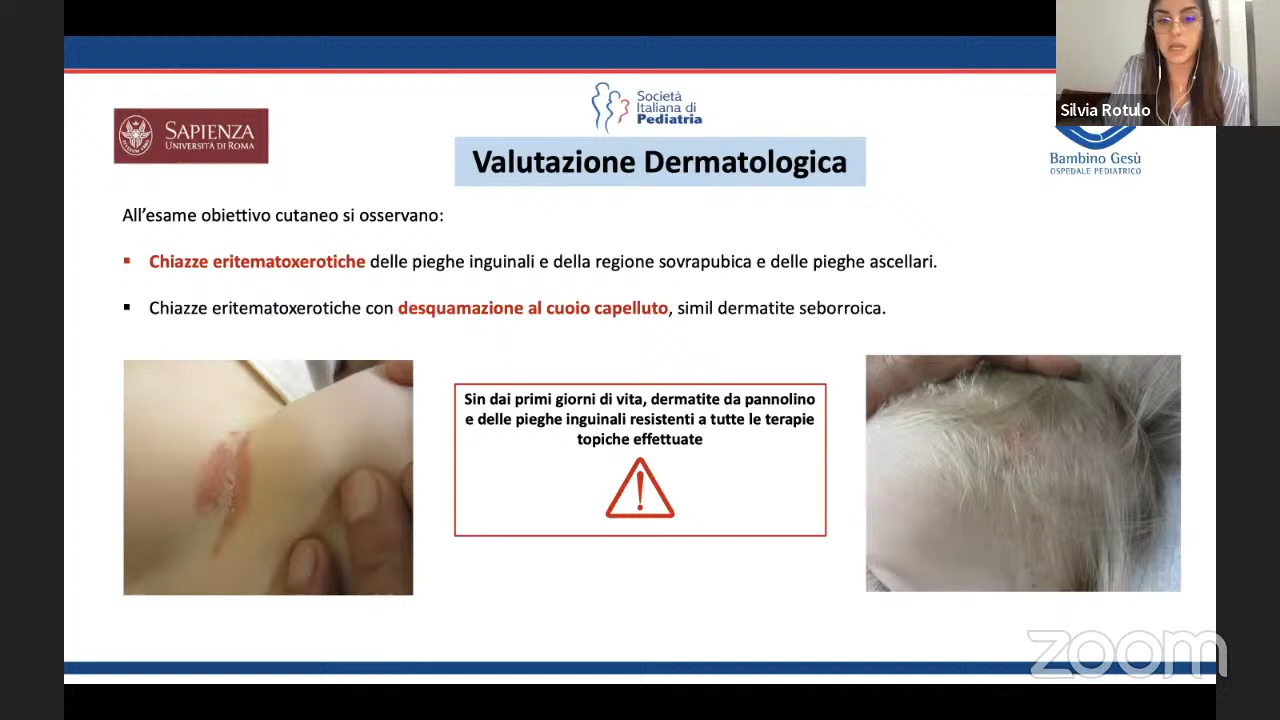 Silvia Rotulo
SAPIENZA
UNIVERSITÀ DI ROMA
Società
Italiana di
Pediatria
Bambino Gesù
OSPEDALE PEDIATRICO
Valutazione Dermatologica
All'esame obiettivo cutaneo si osservano:
▪ Chiazze eritematoxerotiche delle pieghe inguinali e della regione sovrapubica e delle pieghe ascellari.
▪ Chiazze eritematoxerotiche con desquamazione al cuoio capelluto, simil dermatite seborroica.
Sin dai primi giorni di vita, dermatite da pannolino
e delle pieghe inguinali resistenti a tutte le terapie
topiche effettuate
!
zoom